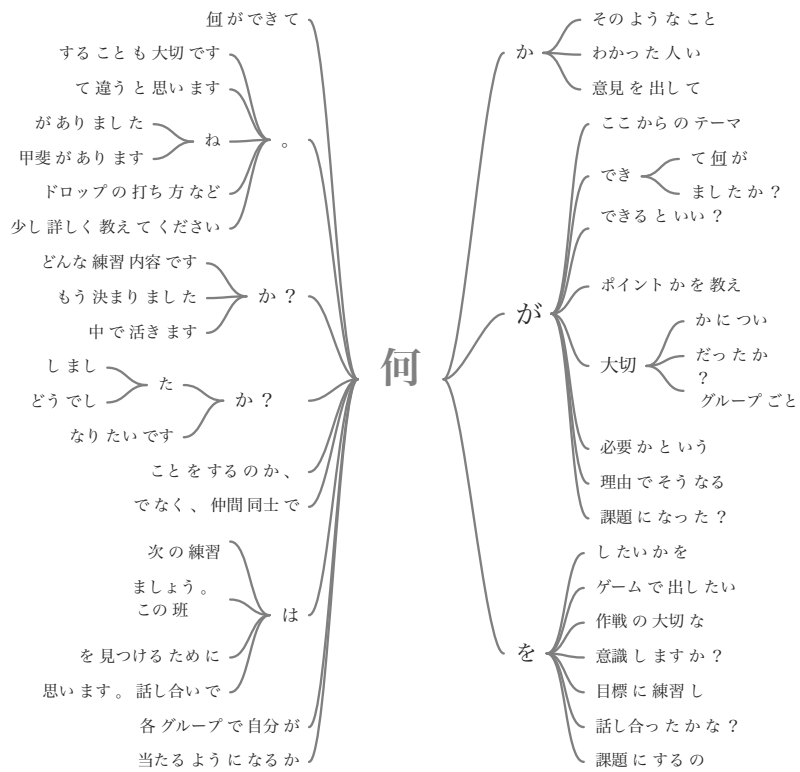 何 が でき て
する こと も 大切 です
て 違う と 思い ます
が あり まし た
ね
甲斐 が あり ます
。
ドロップ の 打ち 方 など
少し 詳しく 教え て ください
どんな 練習 内容 です
もう 決まり まし た
か ？
中 で 活き ます
し まし
た
どう でし
か ？
なり たい です
こと を する の か 、
で なく 、 仲間 同士 で
次 の 練習
ましょう 。
この 班
は
を 見つける ため に
思い ます 。 話し合い で
各 グループ で 自分 が
当たる よう に なる か
何
か
その よう な こと
わかっ た 人 い
意見 を 出し て
が
ここ から の テーマ
でき
て 何 が
まし た か ？
できる と いい ？
ポイント か を 教え
大切
か に つい
だっ た か
？
グループ ごと
必要 か と いう
理由 で そう なる
課題 に なっ た ？
を
し たい か を
ゲーム で 出し たい
作戦 の 大切 な
意識 し ます か ？
目標 に 練習 し
話し合っ た か な ？
課題 に する の